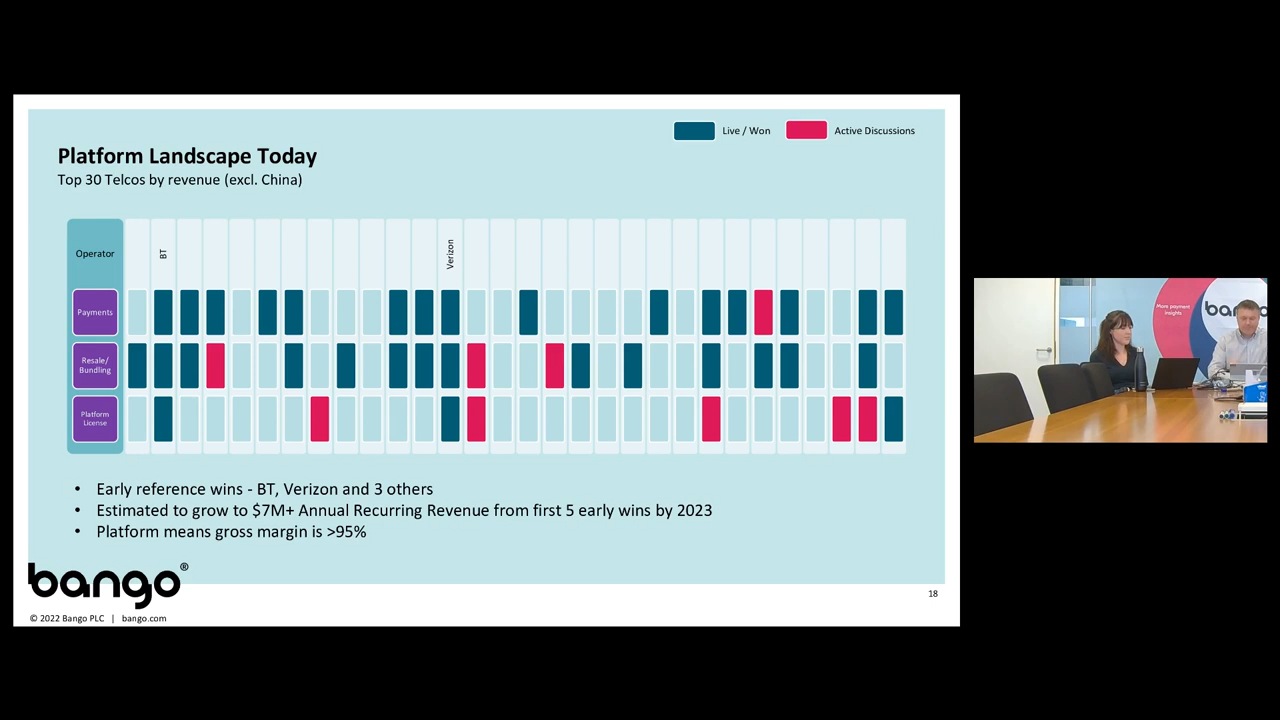 Live / Won
Active Discussions
Platform Landscape Today
Top 30 Telcos by revenue (excl. China)
Operator
BT
Verizon
Payments
Resale/
Bundling
Platform
License
• Early reference wins - BT, Verizon and 3 others
• Estimated to grow to $7M+ Annual Recurring Revenue from first 5 early wins by 2023
• Platform means gross margin is >95%
bango®
18
© 2022 Bango PLC | bango.com
More payment
insights
bango